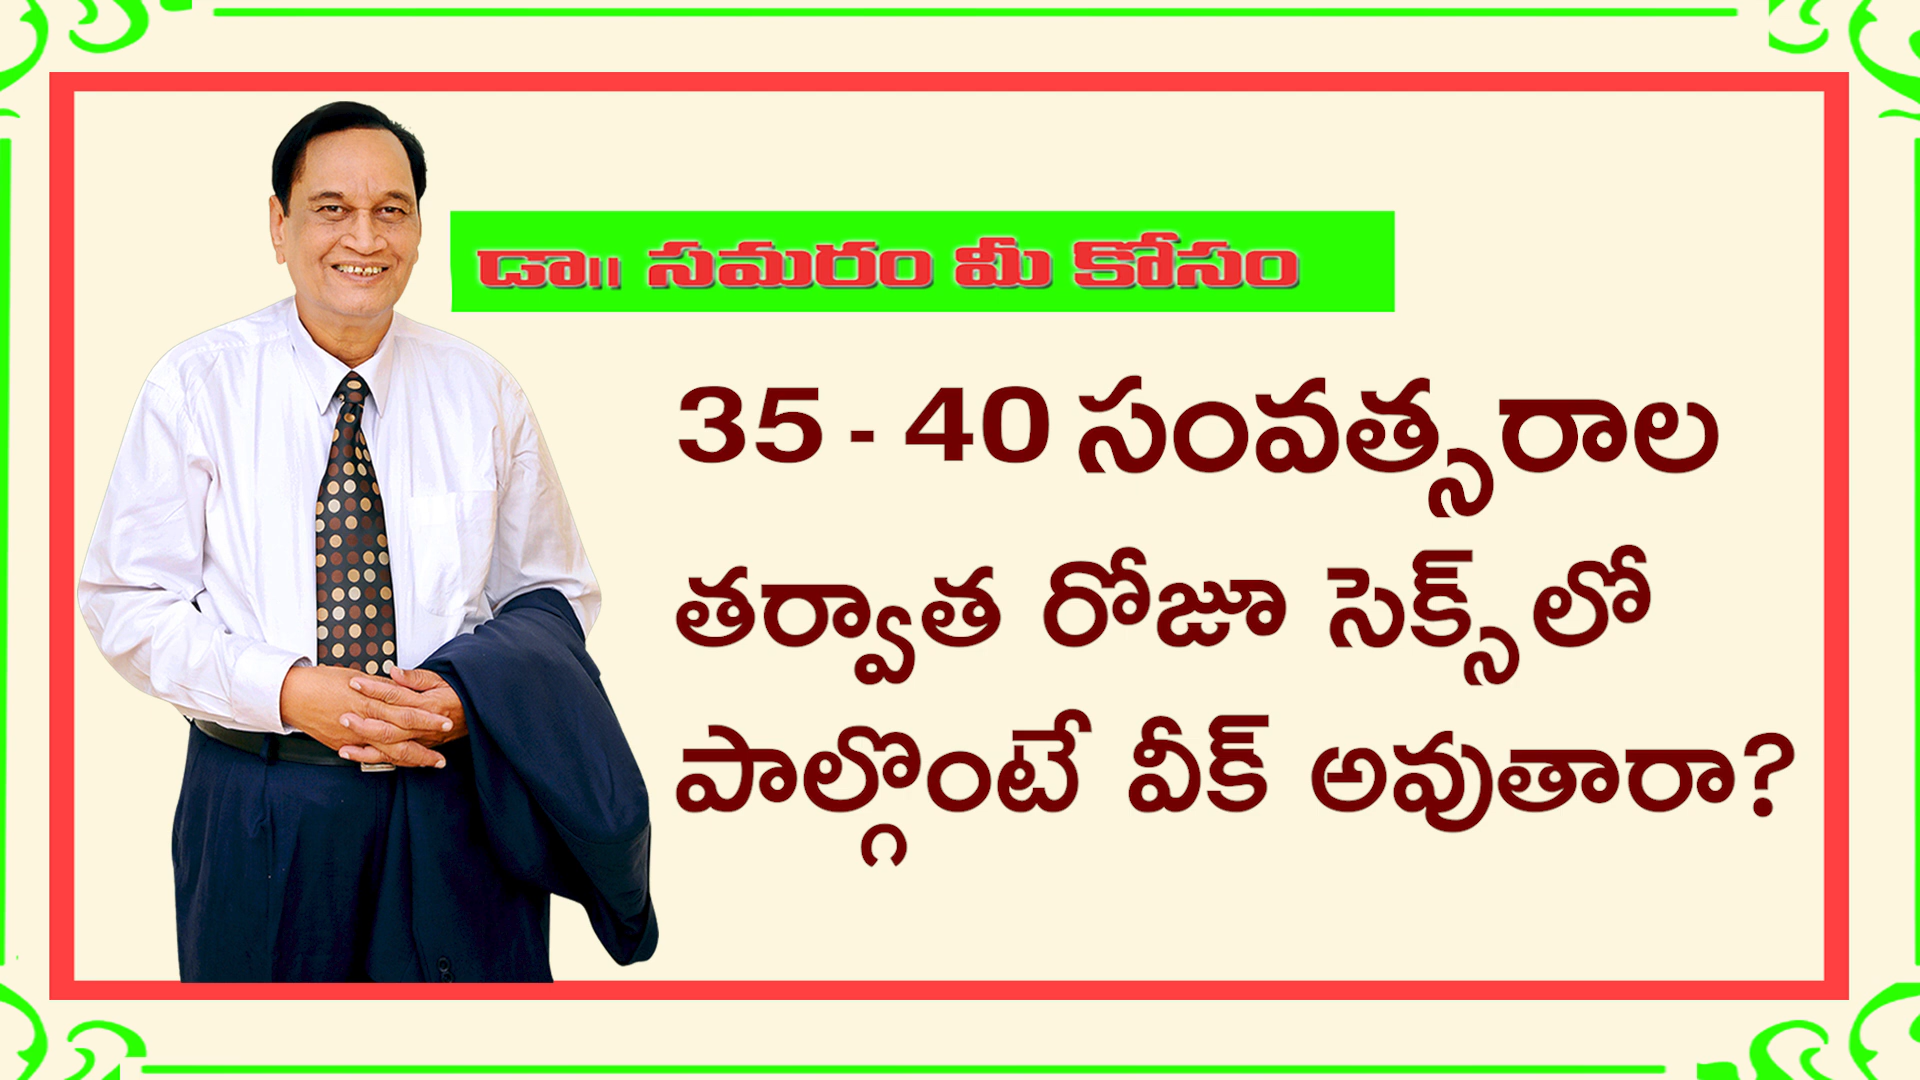 డా॥ సమరం మీ కోసం
35 - 40 సంవత్సరాల
తర్వాత రోజూ సెక్స్‌లో
పాల్గొంటే వీక్ అవుతారా?